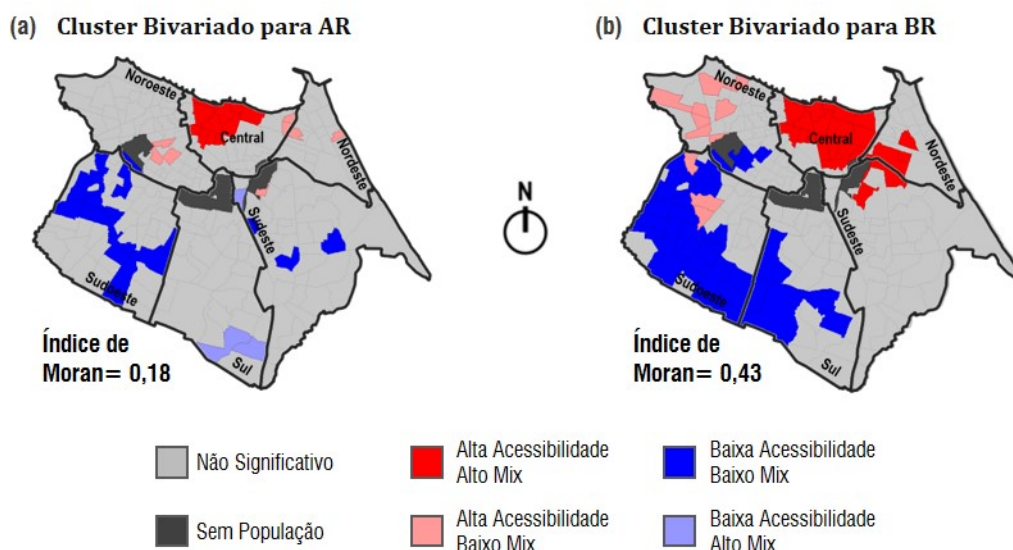 (a) Cluster Bivariado para AR
Noroeste
Central
Nordeste
Sudeste
Sudoeste
Sul
Índice de
Moran= 0,18
N
(b) Cluster Bivariado para BR
Noroeste
Central
Nordeste
Sudeste
Sudoeste
Sul
Índice de
Moran= 0,43
Não Significativo
Alta Acessibilidade
Alto Mix
Baixa Acessibilidade
Baixo Mix
Sem População
Alta Acessibilidade
Baixo Mix
Baixa Acessibilidade
Alto Mix